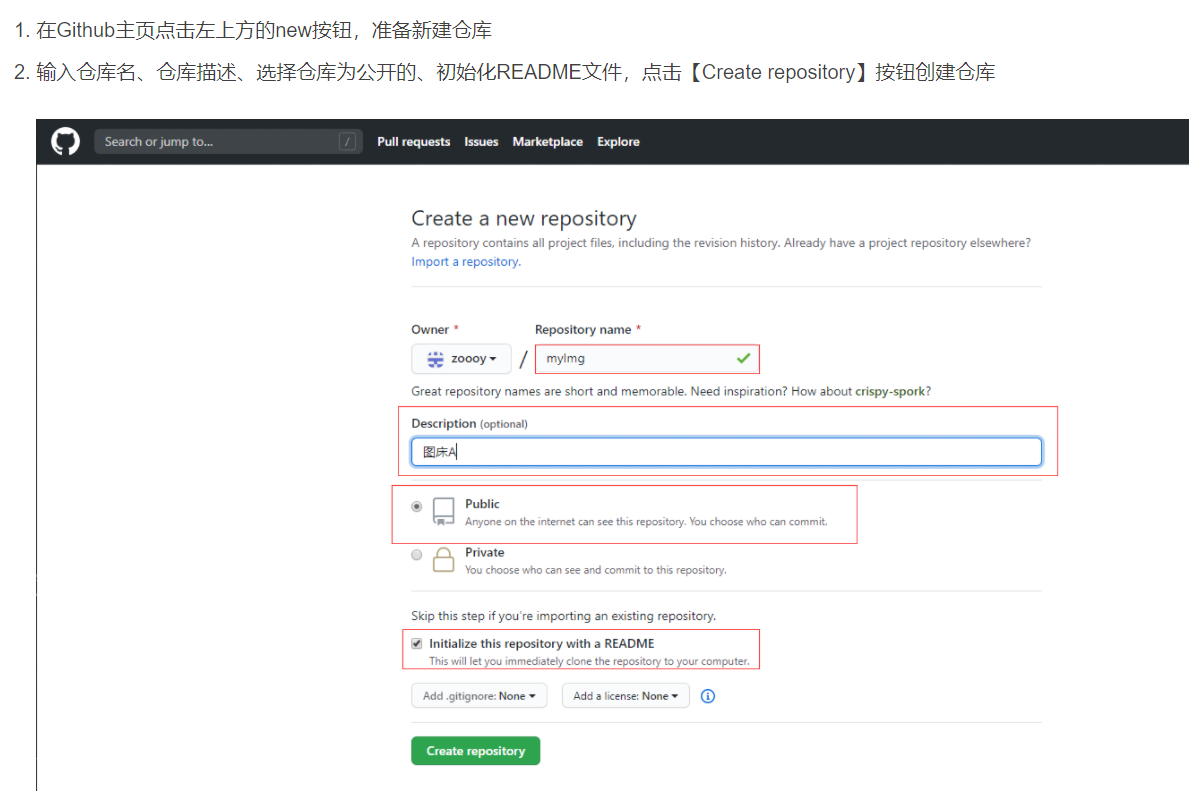 1. 在Github主页点击左上方的new按钮，准备新建仓库
2. 输入仓库名、仓库描述、选择仓库为公开的、初始化README文件，点击【Create repository】按钮创建仓库
Search or jump to... /
Pull requests Issues Marketplace Explore
Create a new repository
A repository contains all project files, including the revision history. Already have a project repository elsewhere?
Import a repository.
Owner * Repository name *
zoooy / myImg
Great repository names are short and memorable. Need inspiration? How about crispy-spork?
Description (optional)
图床A
Public
Anyone on the internet can see this repository. You choose who can commit.
Private
You choose who can see and commit to this repository.
Skip this step if you're importing an existing repository.
Initialize this repository with a README
This will let you immediately clone the repository to your computer.
Add .gitignore: None Add a license: None
Create repository